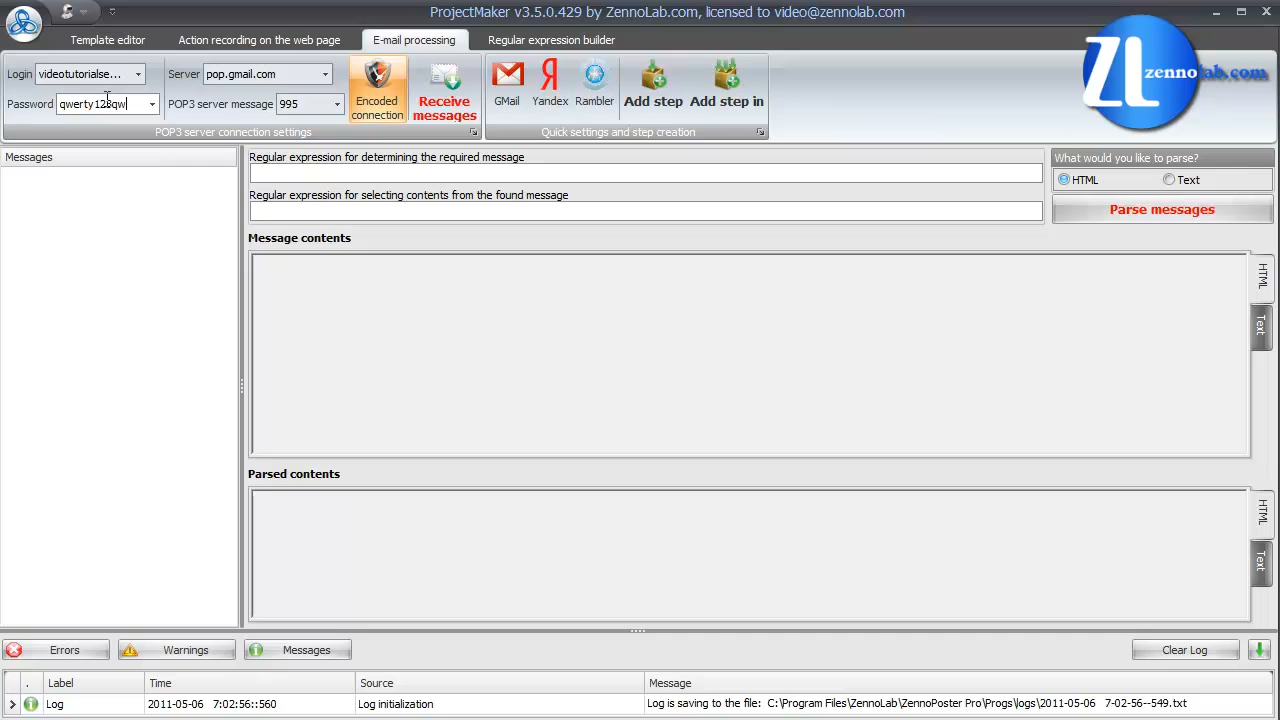 ProjectMaker v3.5.0.429 by ZennoLab.com, licensed to video@zennolab.com
Template editor Action recording on the web page E-mail processing Regular expression builder
Login videotutorialse... Server pop.gmail.com
Password POP3 server message 995
Encoded connection
Receive messages
GMail Yandex Rambler Add step Add step in
POP3 server connection settings Quick settings and step creation
ZL zennolab.com
Messages
Regular expression for determining the required message
Regular expression for selecting contents from the found message
What would you like to parse?
HTML Text
Parse messages
Message contents
HTML
Text
Parsed contents
HTML
Text
Errors Warnings Messages Clear Log
. Label Time Source Message
Log 2011-05-06 7:02:56::560 Log initialization Log is saving to the file: C:\Program Files\ZennoLab\ZennoPoster Pro\Progs\logs\2011-05-06 7-02-56--549.txt